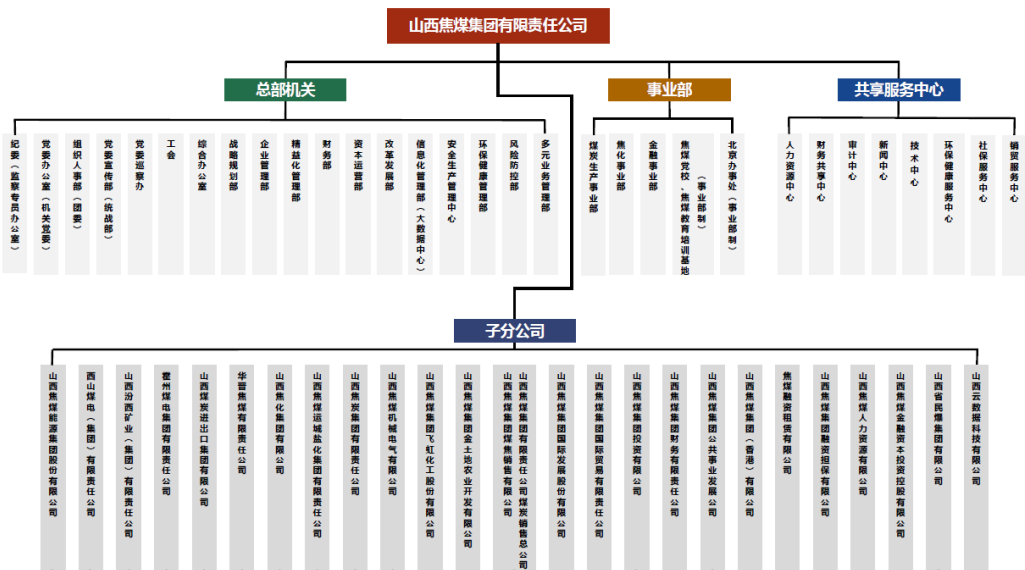 山西焦煤集团有限责任公司
总部机关
事业部
共享服务中心
纪委（监察专员办公室）
党委办公室（机关党委）
组织人事部（团委）
党委宣传部（统战部）
党委巡察办
工会
综合办公室
战略规划部
企业管理部
精益化管理部
财务部
资本运营部
改革发展部
信息化管理部（大数据中心）
安全生产管理中心
环保健康管理部
风险防控部
多元业务管理部
煤炭生产事业部
焦化事业部
金融事业部
焦煤党校、焦煤教育培训基地
（事业部制）
北京办事处（事业部制）
人力资源中心
财务共享中心
审计中心
新闻中心
技术中心
环保健康服务中心
社保服务中心
销贸服务中心
子分公司
山西焦煤能源集团股份有限公司
西山煤电（集团）有限责任公司
山西汾西矿业（集团）有限责任公司
霍州煤电集团有限责任公司
山西煤炭进出口集团有限公司
华晋焦煤有限责任公司
山西焦化集团有限公司
山西焦煤运城盐化集团有限责任公司
山西焦炭集团有限责任公司
山西焦煤机械电气有限公司
山西焦煤集团飞虹化工股份有限公司
山西焦煤集团金土地农业开发有限公司
山西焦煤集团煤焦销售有限公司
山西焦煤集团有限责任公司煤炭销售总公司
山西焦煤集团国际发展股份有限公司
山西焦煤集团国际贸易有限责任公司
山西焦煤集团投资有限公司
山西焦煤集团财务有限责任公司
山西焦煤集团公共事业发展公司
山西焦煤集团（香港）有限公司
焦煤融资租赁有限公司
山西焦煤集团融资担保有限公司
山西焦煤人力资源有限公司
山西焦煤金融资本投资控股有限公司
山西省民爆集团有限公司
山西云数据科技有限公司